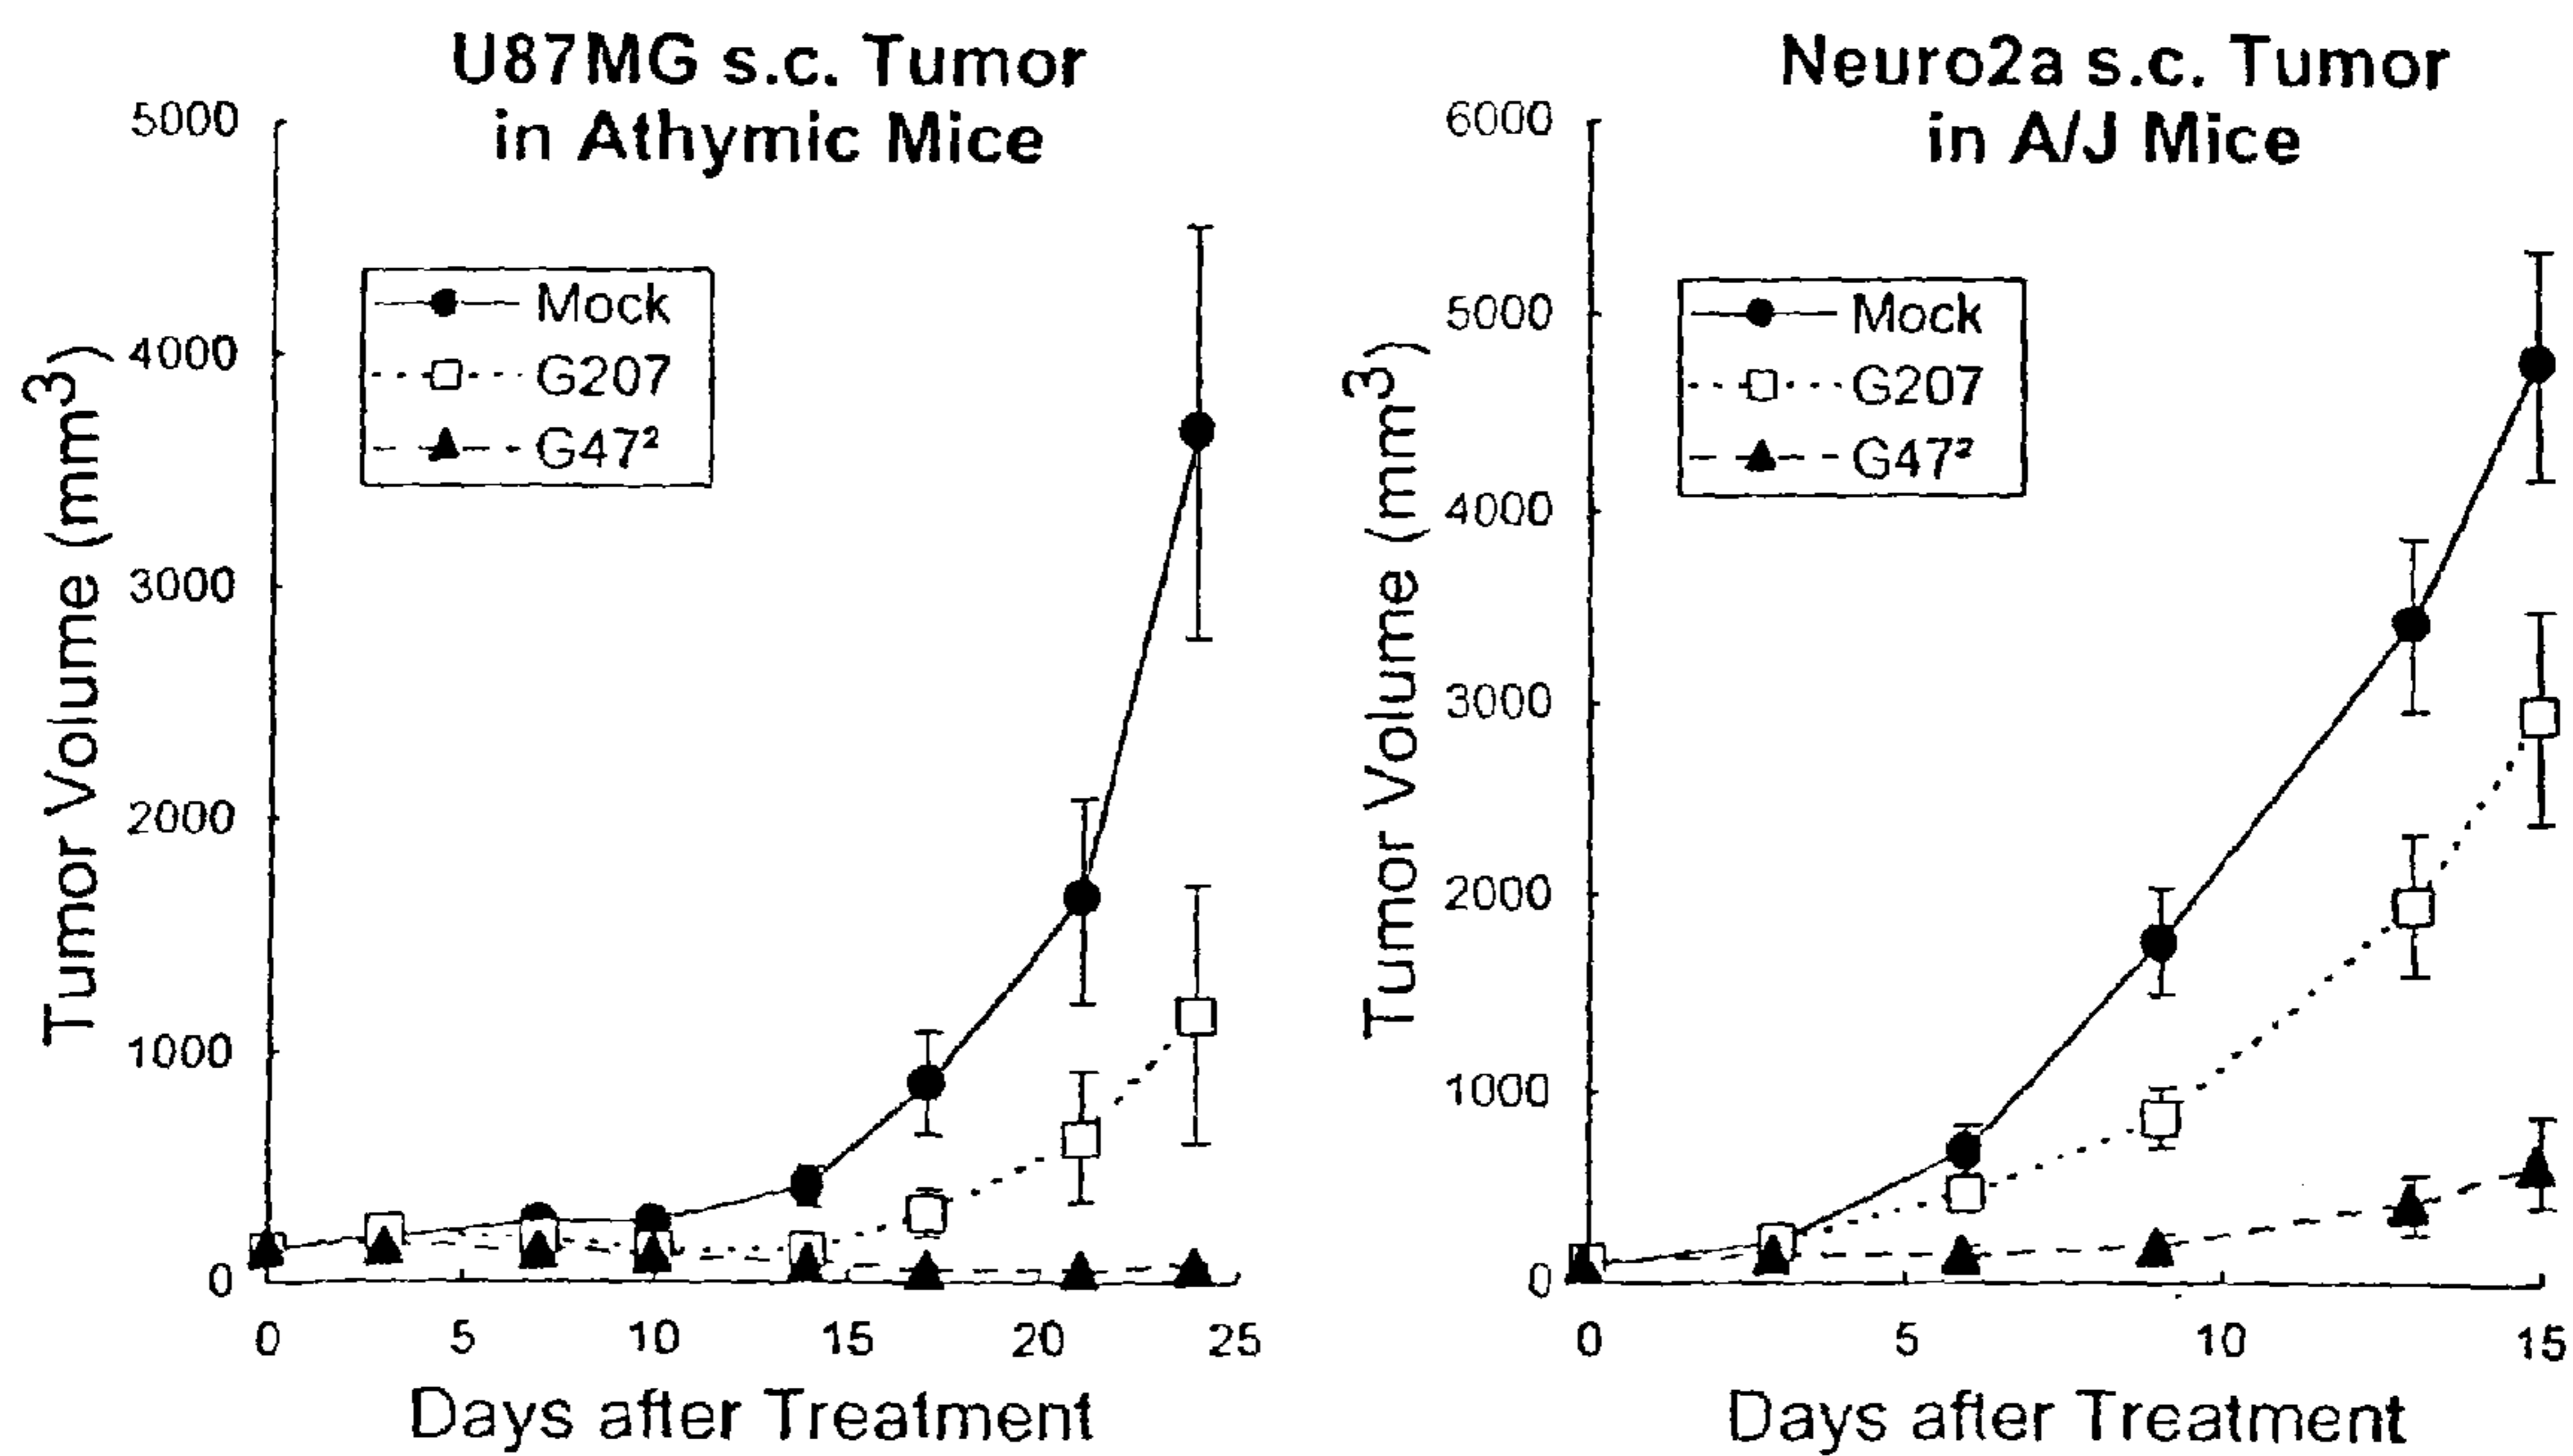 U87MG s.c. Tumor
in Athymic Mice
5000
4000
3000
2000
1000
0
Tumor Volume (mm³)
Mock
G207
G47²
0 5 10 15 20 25
Days after Treatment
Neuro2a s.c. Tumor
in A/J Mice
6000
5000
4000
3000
2000
1000
0
Tumor Volume (mm³)
Mock
G207
G47²
0 5 10 15
Days after Treatment